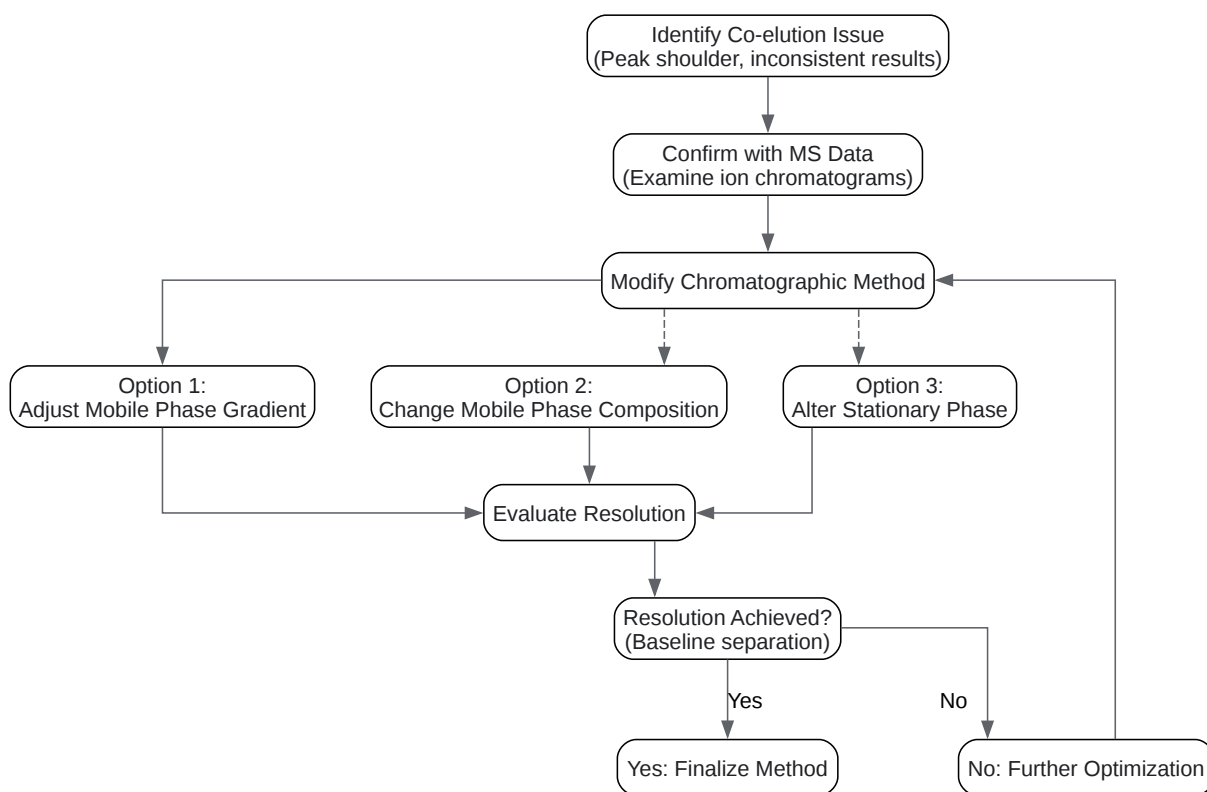 Identify Co-elution Issue
(Peak shoulder, inconsistent results)
Confirm with MS Data
(Examine ion chromatograms)
Modify Chromatographic Method
Option 1:
Adjust Mobile Phase Gradient
Option 2:
Change Mobile Phase Composition
Option 3:
Alter Stationary Phase
Evaluate Resolution
Resolution Achieved?
(Baseline separation)
Yes
No
Yes: Finalize Method
No: Further Optimization